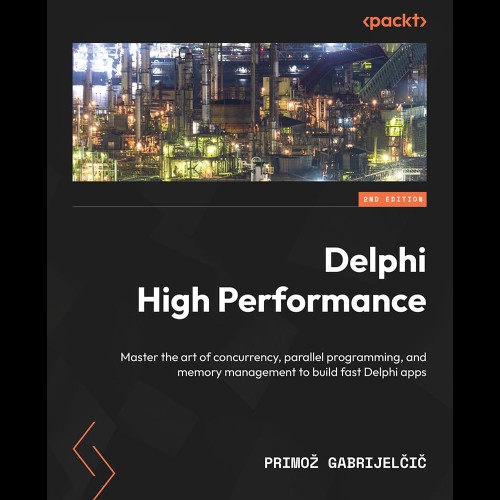 <packt>
2ND EDITION
Delphi
High Performance
Master the art of concurrency, parallel programming, and
memory management to build fast Delphi apps
PRIMOŽ GABRIJELČIČ